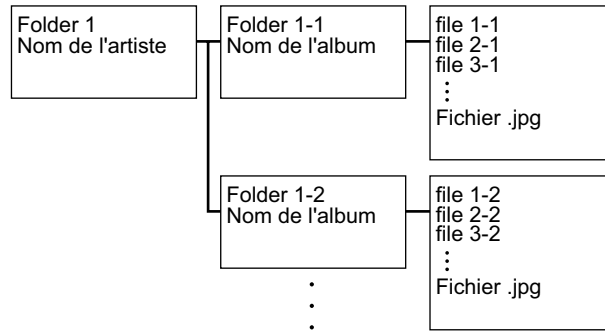 Folder 1
Nom de l'artiste
Folder 1-1
Nom de l'album
file 1-1
file 2-1
file 3-1
⋮
Fichier .jpg
Folder 1-2
Nom de l'album
file 1-2
file 2-2
file 3-2
⋮
Fichier .jpg
⋮